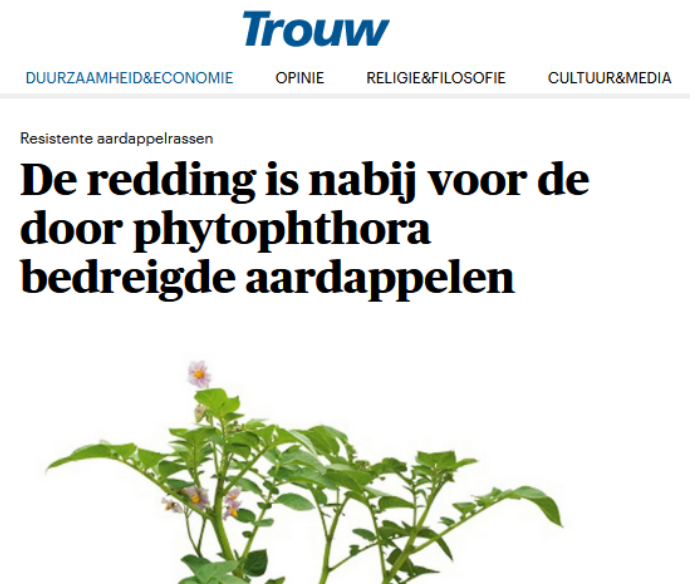 Trouw
DUURZAAMHEID&ECONOMIE OPINIE RELIGIE&FILOSOFIE CULTUUR&MEDIA
Resistente aardappelrassen
De redding is nabij voor de
door phytophthora
bedreigde aardappelen